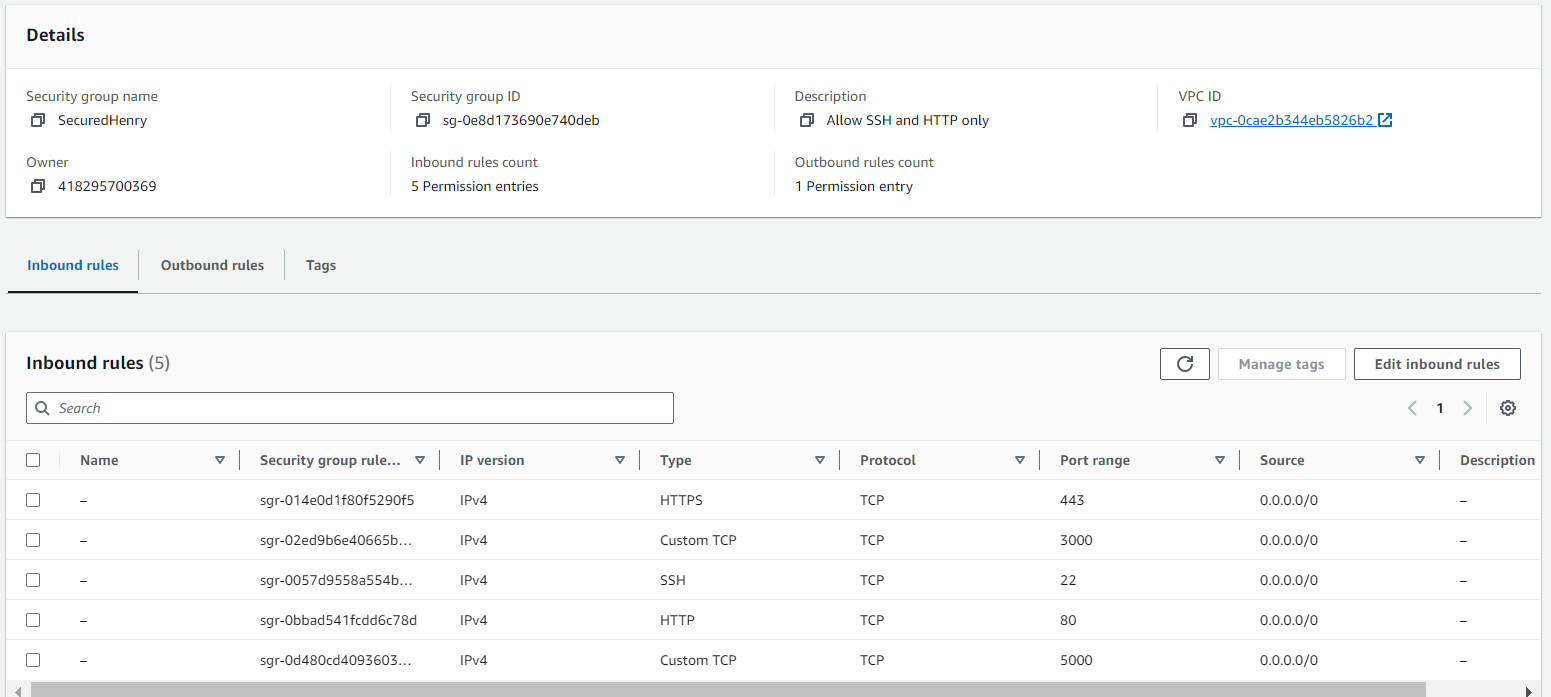 Details
Security group name
SecuredHenry
Security group ID
sg-0e8d173690e740deb
Description
Allow SSH and HTTP only
VPC ID
vpc-0cae2b344eb5826b2
Owner
418295700369
Inbound rules count
5 Permission entries
Outbound rules count
1 Permission entry
Inbound rules Outbound rules Tags
Inbound rules (5)
Manage tags Edit inbound rules
Search
1
Name Security group rule... IP version Type Protocol Port range Source Description
– sgr-014e0d1f80f5290f5 IPv4 HTTPS TCP 443 0.0.0.0/0 –
– sgr-02ed9b6e40665b... IPv4 Custom TCP TCP 3000 0.0.0.0/0 –
– sgr-0057d9558a554b... IPv4 SSH TCP 22 0.0.0.0/0 –
– sgr-0bbad541fcdd6c78d IPv4 HTTP TCP 80 0.0.0.0/0 –
– sgr-0d480cd4093603... IPv4 Custom TCP TCP 5000 0.0.0.0/0 –